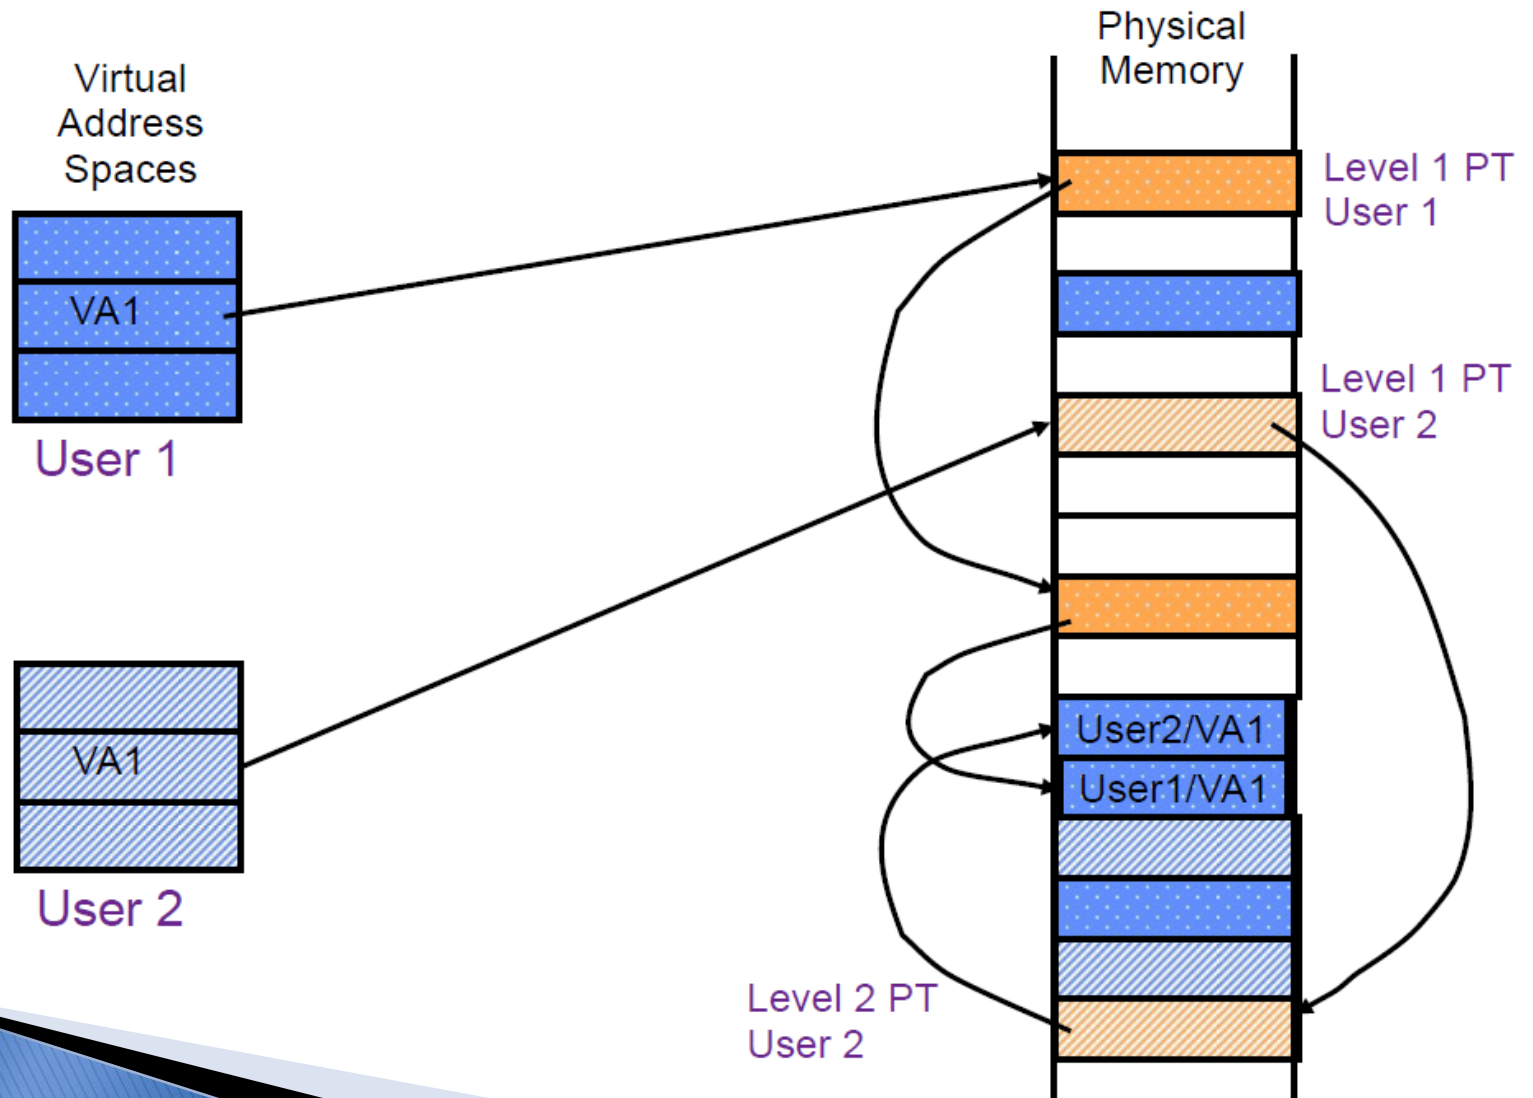 Physical
Memory
Virtual
Address
Spaces
Level 1 PT
User 1
VA1
User 1
Level 1 PT
User 2
VA1
User 2
User2/VA1
User1/VA1
Level 2 PT
User 2